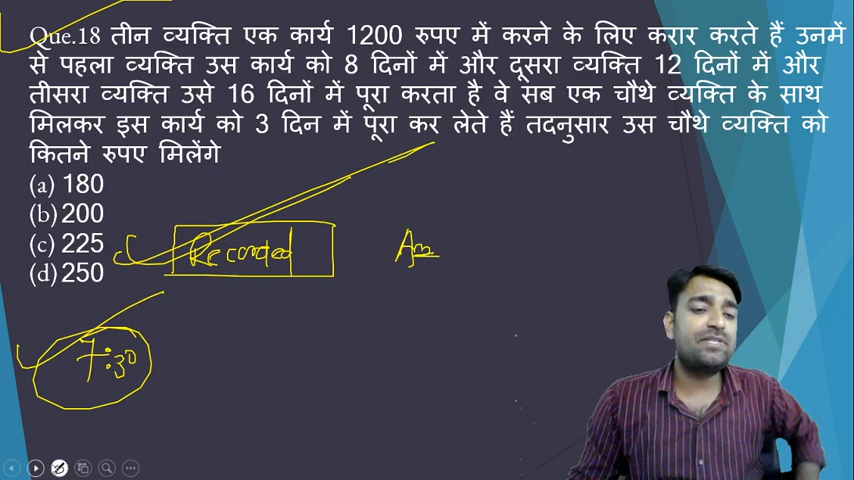 Que.18 तीन व्यक्ति एक कार्य 1200 रुपए में करने के लिए करार करते हैं उनमें
से पहला व्यक्ति उस कार्य को 8 दिनों में और दूसरा व्यक्ति 12 दिनों में और
तीसरा व्यक्ति उसे 16 दिनों में पूरा करता है वे सब एक चौथे व्यक्ति के साथ
मिलकर इस कार्य को 3 दिन में पूरा कर लेते हैं तदनुसार उस चौथे व्यक्ति को
कितने रुपए मिलेंगे
(a) 180
(b) 200
(c) 225
(d) 250
Recorded
Ans
7:30